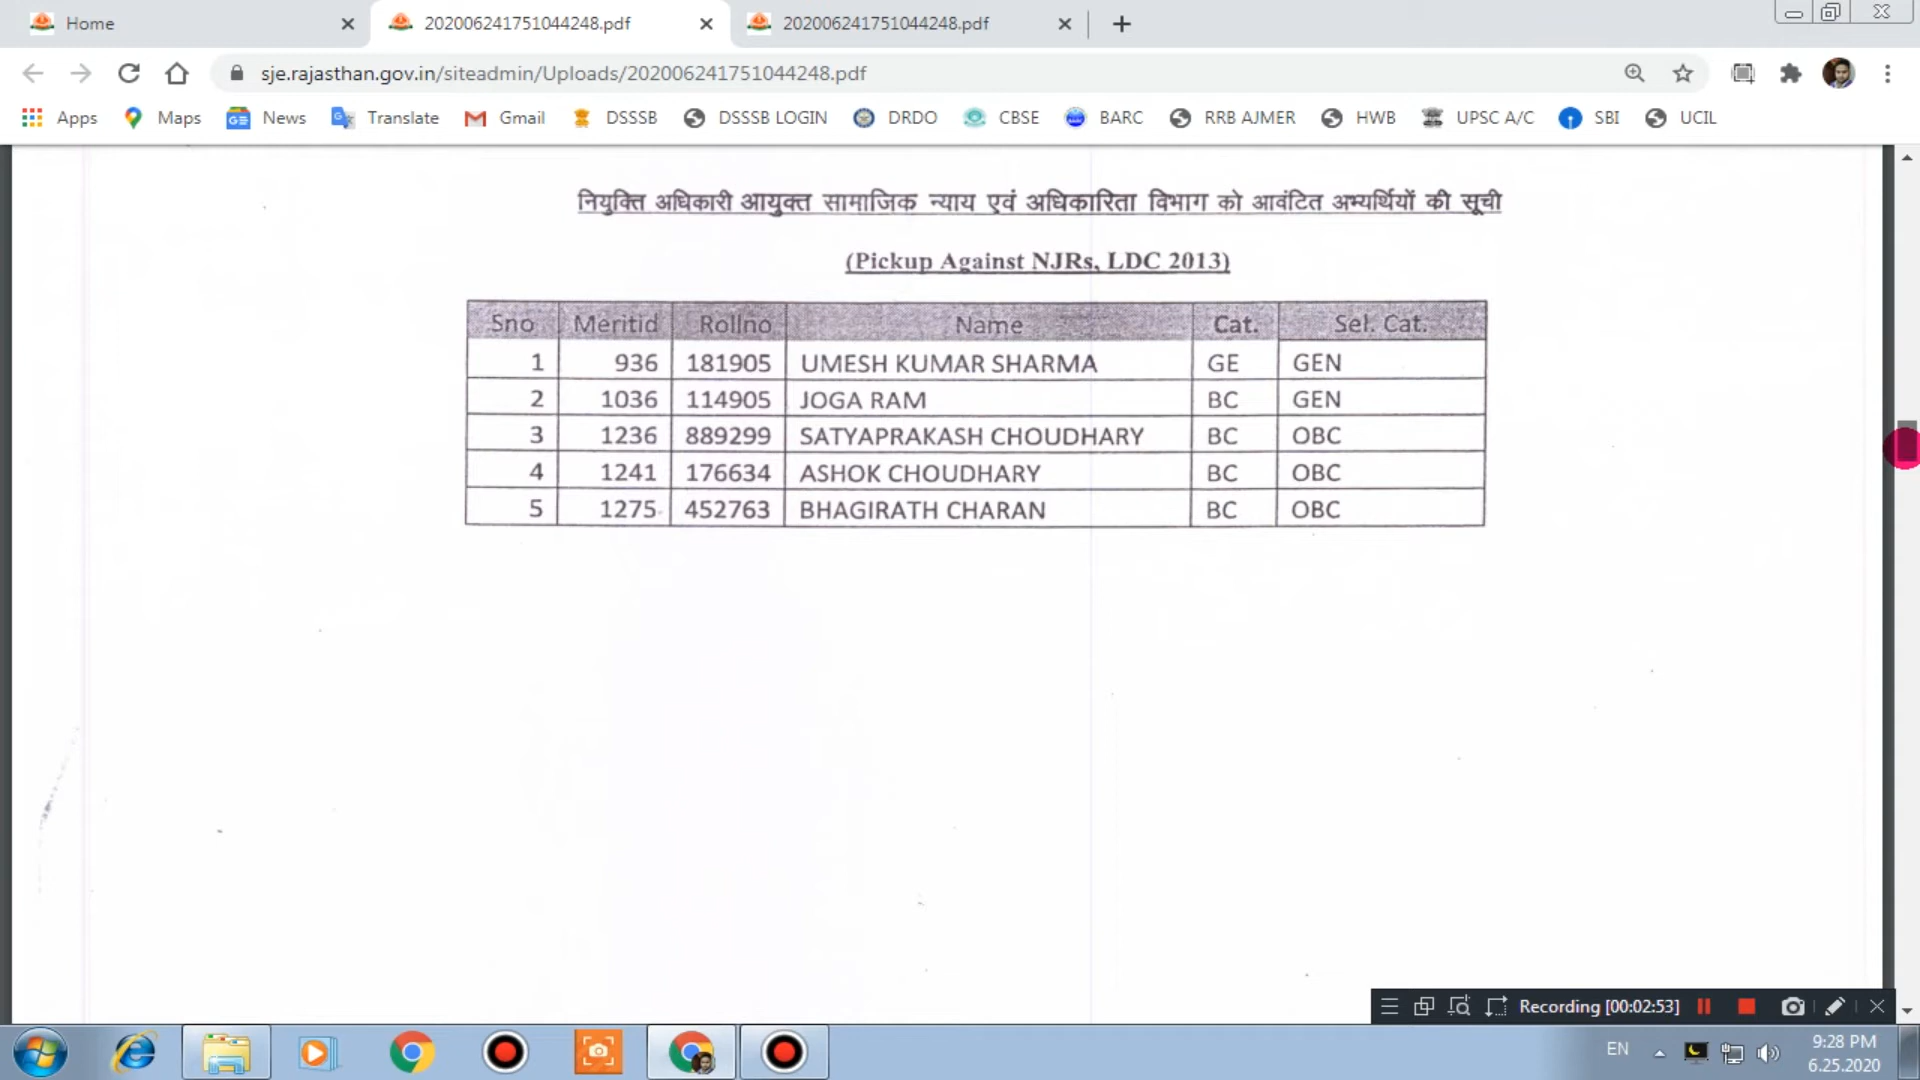 Home
202006241751044248.pdf
202006241751044248.pdf
sje.rajasthan.gov.in/siteadmin/Uploads/202006241751044248.pdf
Apps Maps News Translate Gmail DSSSB DSSSB LOGIN DRDO CBSE BARC RRB AJMER HWB UPSC A/C SBI UCIL
नियुक्ति अधिकारी आयुक्त सामाजिक न्याय एवं अधिकारिता विभाग को आवंटित अभ्यर्थियों की सूची
(Pickup Against NJRs, LDC 2013)
Sno Meritid Rollno Name Cat. Sel. Cat.
1 936 181905 UMESH KUMAR SHARMA GE GEN
2 1036 114905 JOGA RAM BC GEN
3 1236 889299 SATYAPRAKASH CHOUDHARY BC OBC
4 1241 176634 ASHOK CHOUDHARY BC OBC
5 1275 452763 BHAGIRATH CHARAN BC OBC
Recording [00:02:53]
EN
9:28 PM
6.25.2020